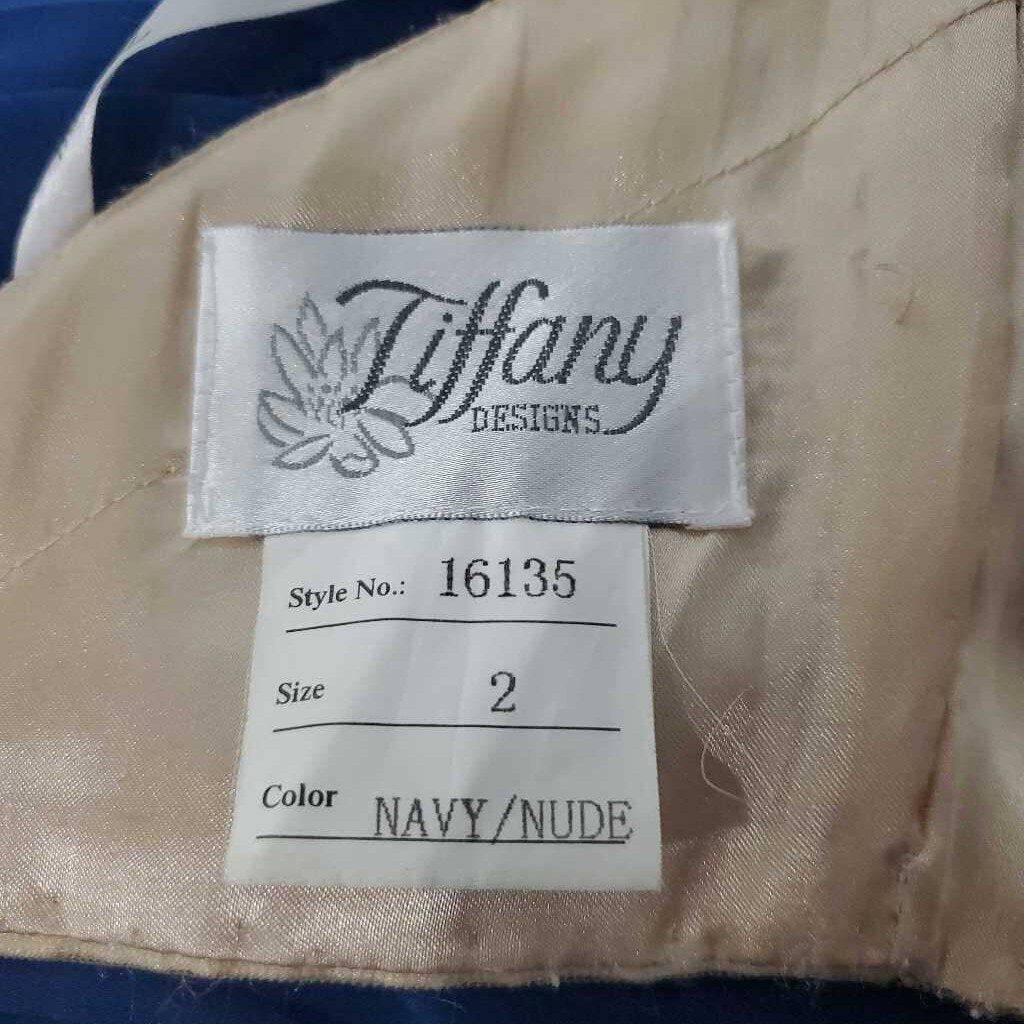 Tiffany
DESIGNS
Style No.: 16135
Size 2
Color NAVY/NUDE